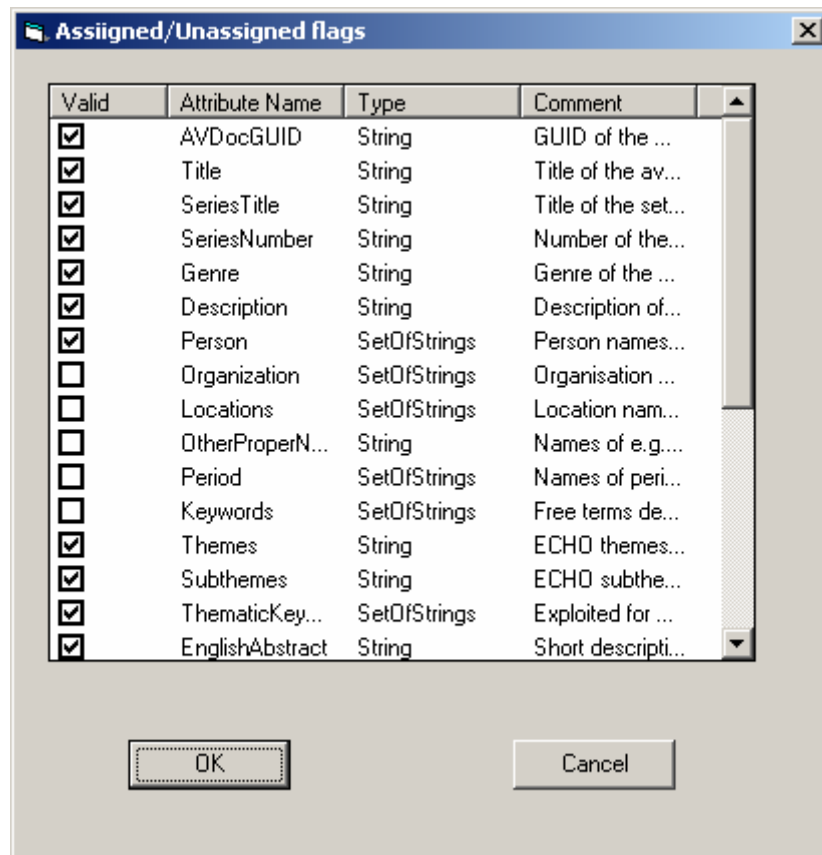 Assiigned/Unassigned flags
Valid Attribute Name Type Comment
AVDocGUID String GUID of the ...
Title String Title of the av...
SeriesTitle String Title of the set...
SeriesNumber String Number of the...
Genre String Genre of the ...
Description String Description of...
Person SetOfStrings Person names...
Organization SetOfStrings Organisation ...
Locations SetOfStrings Location nam...
OtherProperN... String Names of e.g....
Period SetOfStrings Names of peri...
Keywords SetOfStrings Free terms de...
Themes String ECHO themes...
Subthemes String ECHO subthe...
ThematicKey... SetOfStrings Exploited for ...
EnglishAbstract String Short descripti...
OK Cancel